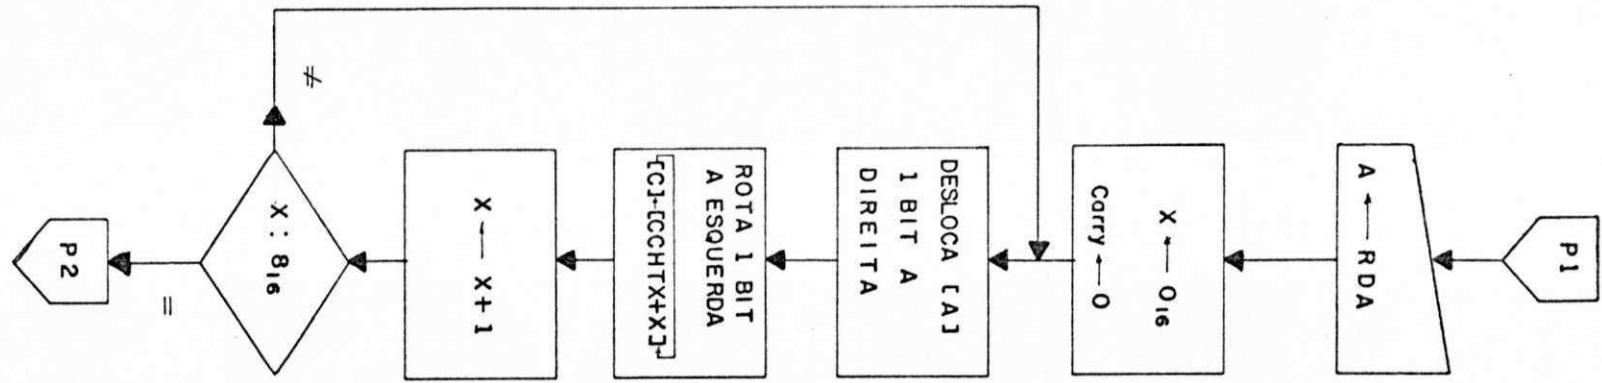 P1
A ← RDA
X ← 0₁₆
Carry ← 0
DESLOCA [A]
1 BIT A
DIREITA
ROTA 1 BIT
A ESQUERDA
[C]←[CCHTX+X]←
X ← X+1
X : 8₁₆
≠
=
P2